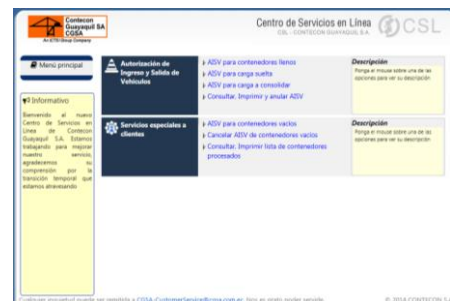 Contecon
Guayaquil SA
CGSA
An ICTSI Group Company
Centro de Servicios en Línea
CSL - CONTECON GUAYAQUIL S.A.
CSL
Menú principal
Informativo
Bienvenido al nuevo
Centro de Servicios en
Línea de Contecon
Guayaquil S.A. Estamos
trabajando para mejorar
nuestro servicio,
agradecemos su
comprensión por la
transición temporal que
estamos atravesando
Autorización de
Ingreso y Salida de
Vehículos
AISV para contenedores llenos
AISV para carga suelta
AISV para carga a consolidar
Consultar, Imprimir y anular AISV
Descripción
Ponga el mouse sobre una de las
opciones para ver su descripción
Servicios especiales a
clientes
AISV para contenedores vacíos
Cancelar AISV de contenedores vacíos
Consultar, Imprimir lista de contenedores
procesados
Descripción
Ponga el mouse sobre una de las
opciones para ver su descripción